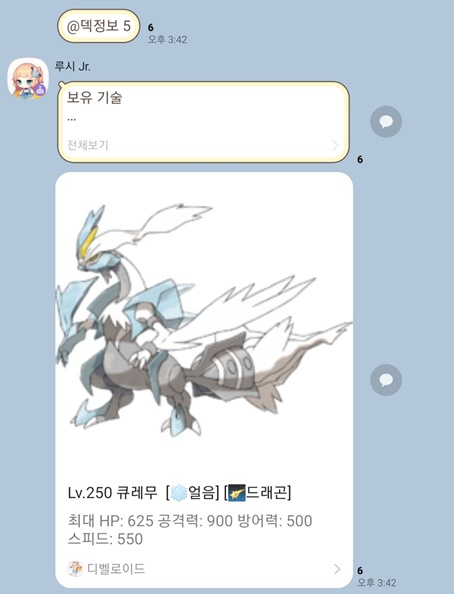 @덱정보 5
6
오후 3:42
루시 Jr.
보유 기술
...
전체보기
6
Lv.250 큐레무 [❄얼음] [드래곤]
최대 HP: 625 공격력: 900 방어력: 500
스피드: 550
디벨로이드
6
오후 3:42